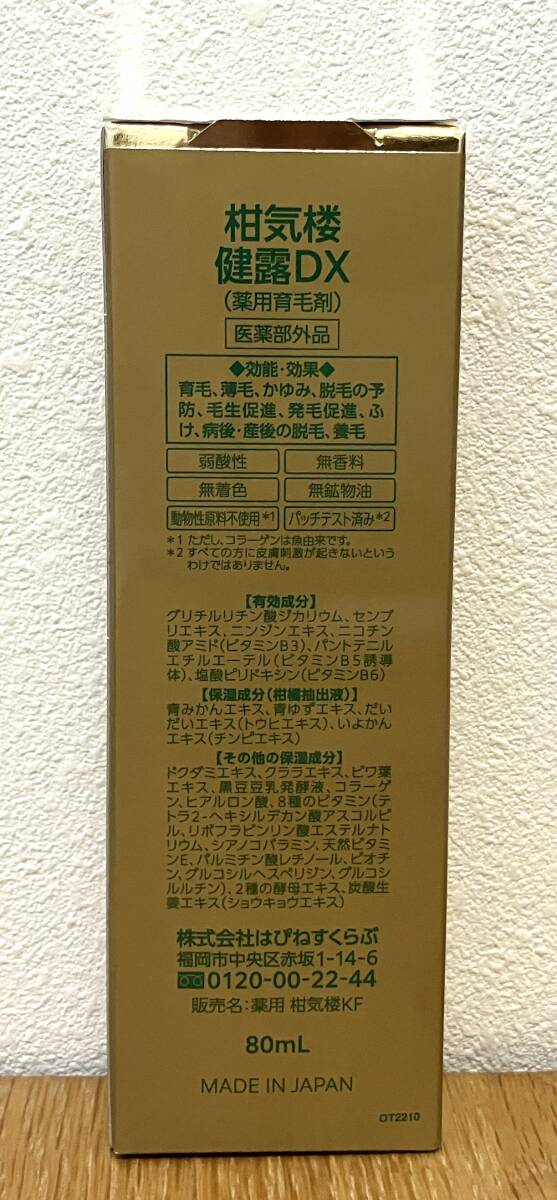 柑気楼
健露DX
(薬用育毛剤)
医薬部外品
◆効能・効果◆
育毛、薄毛、かゆみ、脱毛の予
防、毛生促進、発毛促進、ふ
け、病後・産後の脱毛、養毛
弱酸性 無香料
無着色 無鉱物油
動物性原料不使用*1 パッチテスト済み*2
*1 ただし、コラーゲンは魚由来です。
*2 すべての方に皮膚刺激が起きないという
わけではありません。
【有効成分】
グリチルリチン酸ジカリウム、センブ
リエキス、ニンジンエキス、ニコチン
酸アミド(ビタミンB3)、パントテニル
エチルエーテル(ビタミンB5誘導
体)、塩酸ピリドキシン(ビタミンB6)
【保湿成分(柑橘抽出液)】
青みかんエキス、青ゆずエキス、だい
だいエキス(トウヒエキス)、いよかん
エキス(チンピエキス)
【その他の保湿成分】
ドクダミエキス、クララエキス、ビワ葉
エキス、黒豆豆乳発酵液、コラーゲ
ン、ヒアルロン酸、8種のビタミン(テ
トラ2-ヘキシルデカン酸アスコルビ
ル、リボフラビンリン酸エステルナト
リウム、シアノコバラミン、天然ビタミ
ンE、パルミチン酸レチノール、ビオチ
ン、グルコシルヘスペリジン、グルコシ
ルルチン)、2種の酵母エキス、炭酸生
姜エキス(ショウキョウエキス)
株式会社はぴねすくらぶ
福岡市中央区赤坂1-14-6
0120-00-22-44
販売名:薬用 柑気楼KF
80mL
MADE IN JAPAN
OT2210